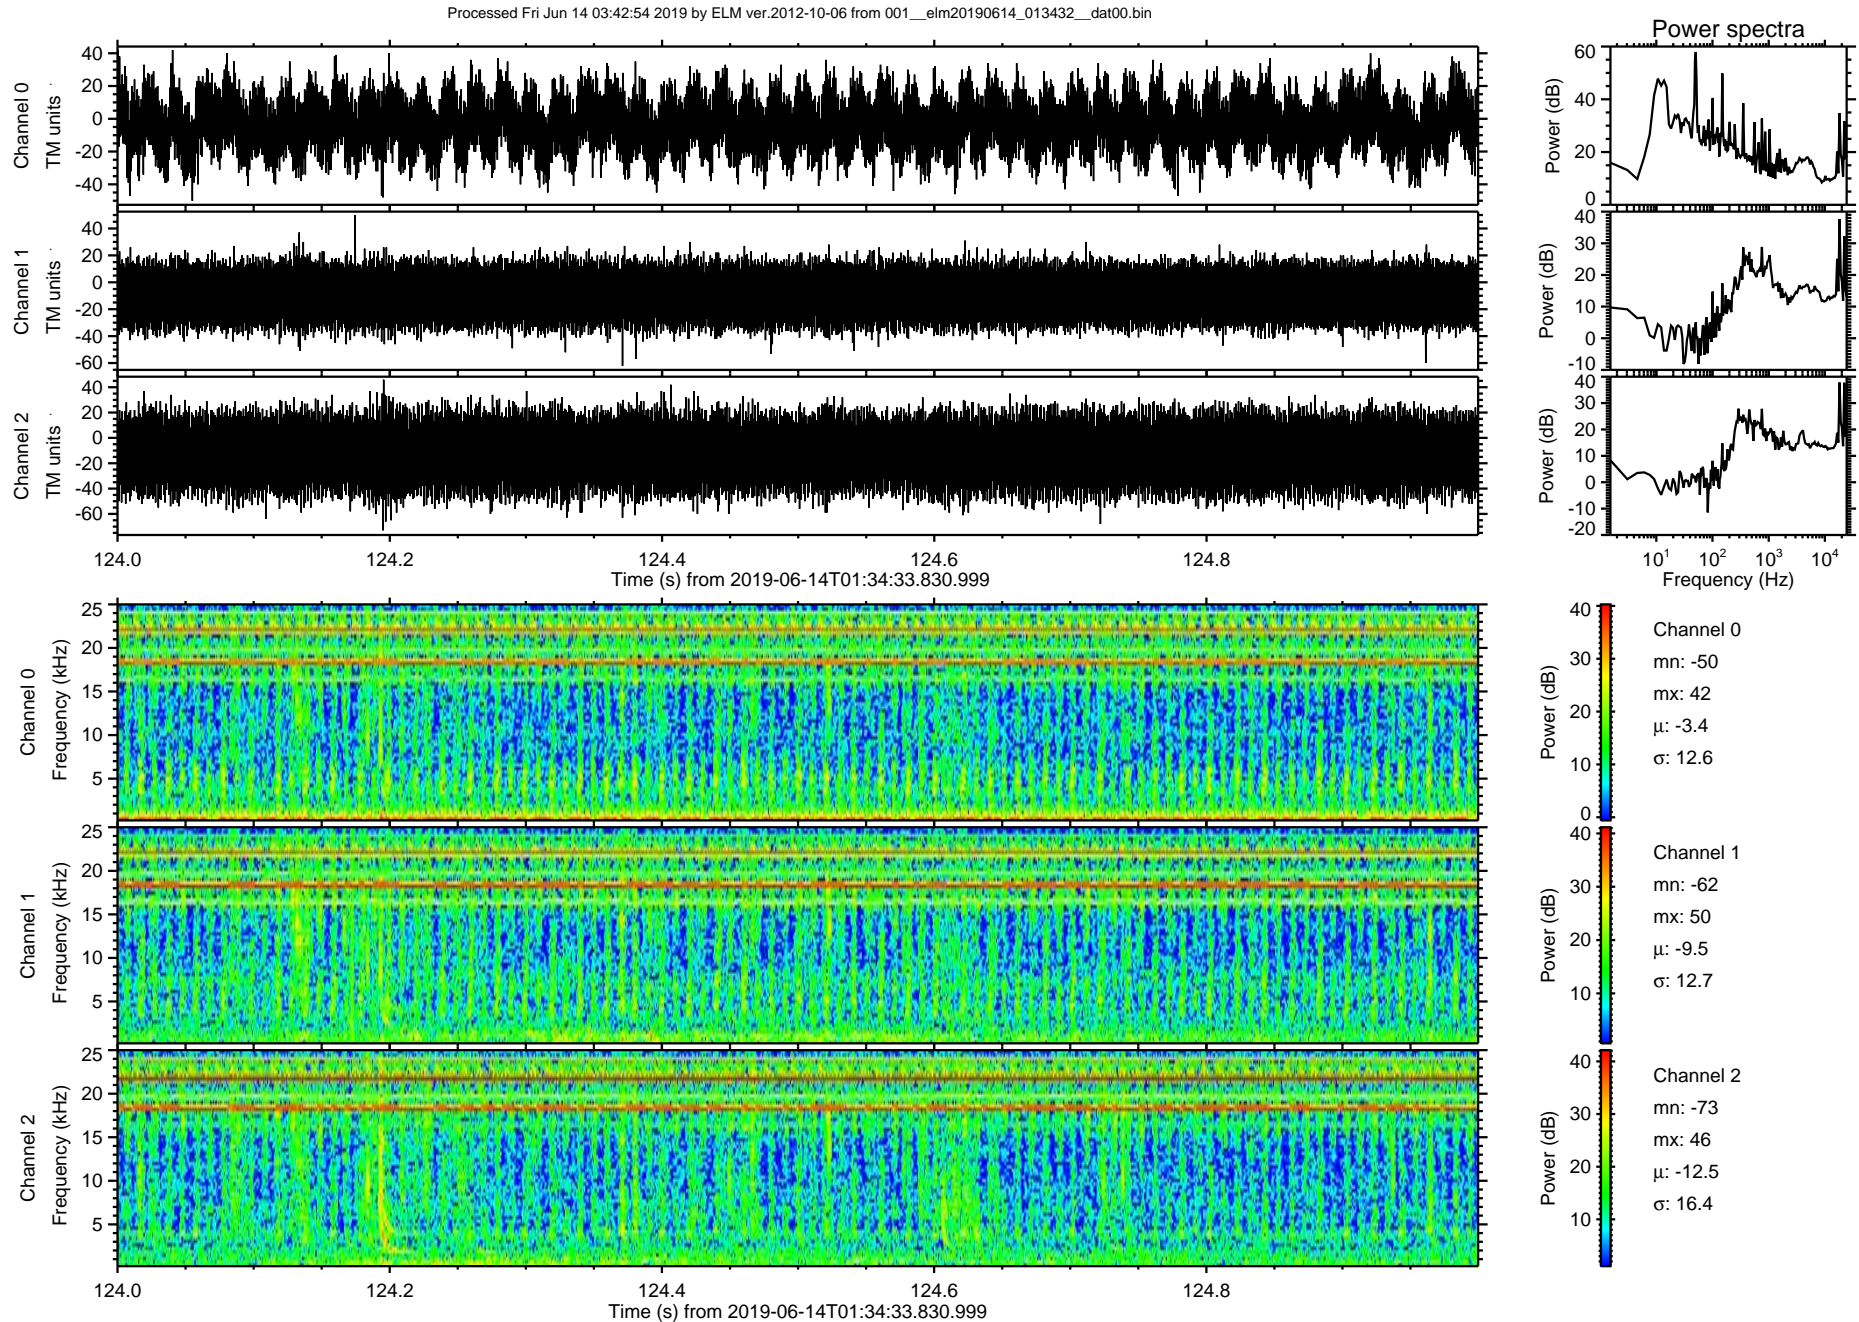 Processed Fri Jun 14 03:42:54 2019 by ELM ver.2012-10-06 from 001__elm20190614_013432__dat00.bin
Power spectra
Channel 0
TM units
40
20
0
-20
-40
Power (dB)
60
40
20
0
Channel 1
TM units
40
20
0
-20
-40
-60
Power (dB)
40
30
20
10
0
-10
Channel 2
TM units
40
20
0
-20
-40
-60
Power (dB)
40
30
20
10
0
-10
-20
124.0 124.2 124.4 124.6 124.8
Time (s) from 2019-06-14T01:34:33.830.999
10^1 10^2 10^3 10^4
Frequency (Hz)
Channel 0
Frequency (kHz)
25
20
15
10
5
Power (dB)
40
30
20
10
0
Channel 0
mn: -50
mx: 42
μ: -3.4
σ: 12.6
Channel 1
Frequency (kHz)
25
20
15
10
5
Power (dB)
40
30
20
10
Channel 1
mn: -62
mx: 50
μ: -9.5
σ: 12.7
Channel 2
Frequency (kHz)
25
20
15
10
5
Power (dB)
40
30
20
10
Channel 2
mn: -73
mx: 46
μ: -12.5
σ: 16.4
124.0 124.2 124.4 124.6 124.8
Time (s) from 2019-06-14T01:34:33.830.999